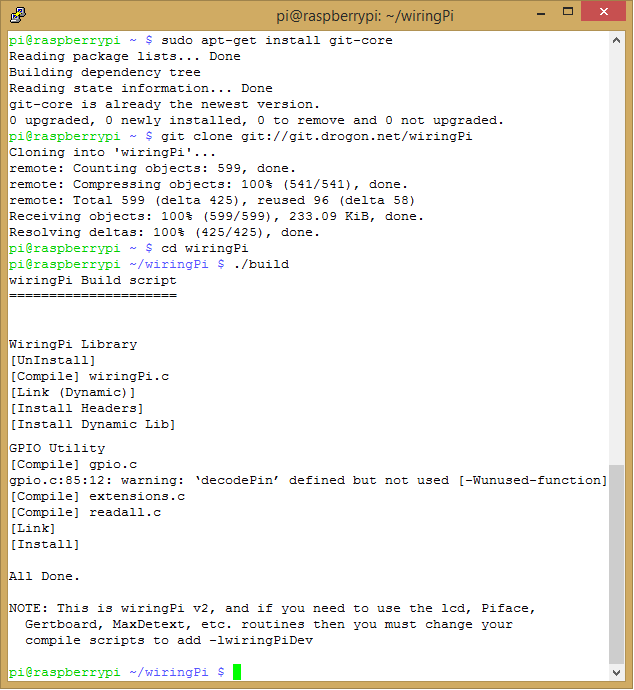 pi@raspberrypi: ~/wiringPi
pi@raspberrypi ~ $ sudo apt-get install git-core
Reading package lists... Done
Building dependency tree
Reading state information... Done
git-core is already the newest version.
0 upgraded, 0 newly installed, 0 to remove and 0 not upgraded.
pi@raspberrypi ~ $ git clone git://git.drogon.net/wiringPi
Cloning into 'wiringPi'...
remote: Counting objects: 599, done.
remote: Compressing objects: 100% (541/541), done.
remote: Total 599 (delta 425), reused 96 (delta 58)
Receiving objects: 100% (599/599), 233.09 KiB, done.
Resolving deltas: 100% (425/425), done.
pi@raspberrypi ~ $ cd wiringPi
pi@raspberrypi ~/wiringPi $ ./build
wiringPi Build script
=====================
WiringPi Library
[UnInstall]
[Compile] wiringPi.c
[Link (Dynamic)]
[Install Headers]
[Install Dynamic Lib]
GPIO Utility
[Compile] gpio.c
gpio.c:85:12: warning: ‘decodePin’ defined but not used [-Wunused-function]
[Compile] extensions.c
[Compile] readall.c
[Link]
[Install]
All Done.
NOTE: This is wiringPi v2, and if you need to use the lcd, Piface,
Gertboard, MaxDetext, etc. routines then you must change your
compile scripts to add -lwiringPiDev
pi@raspberrypi ~/wiringPi $